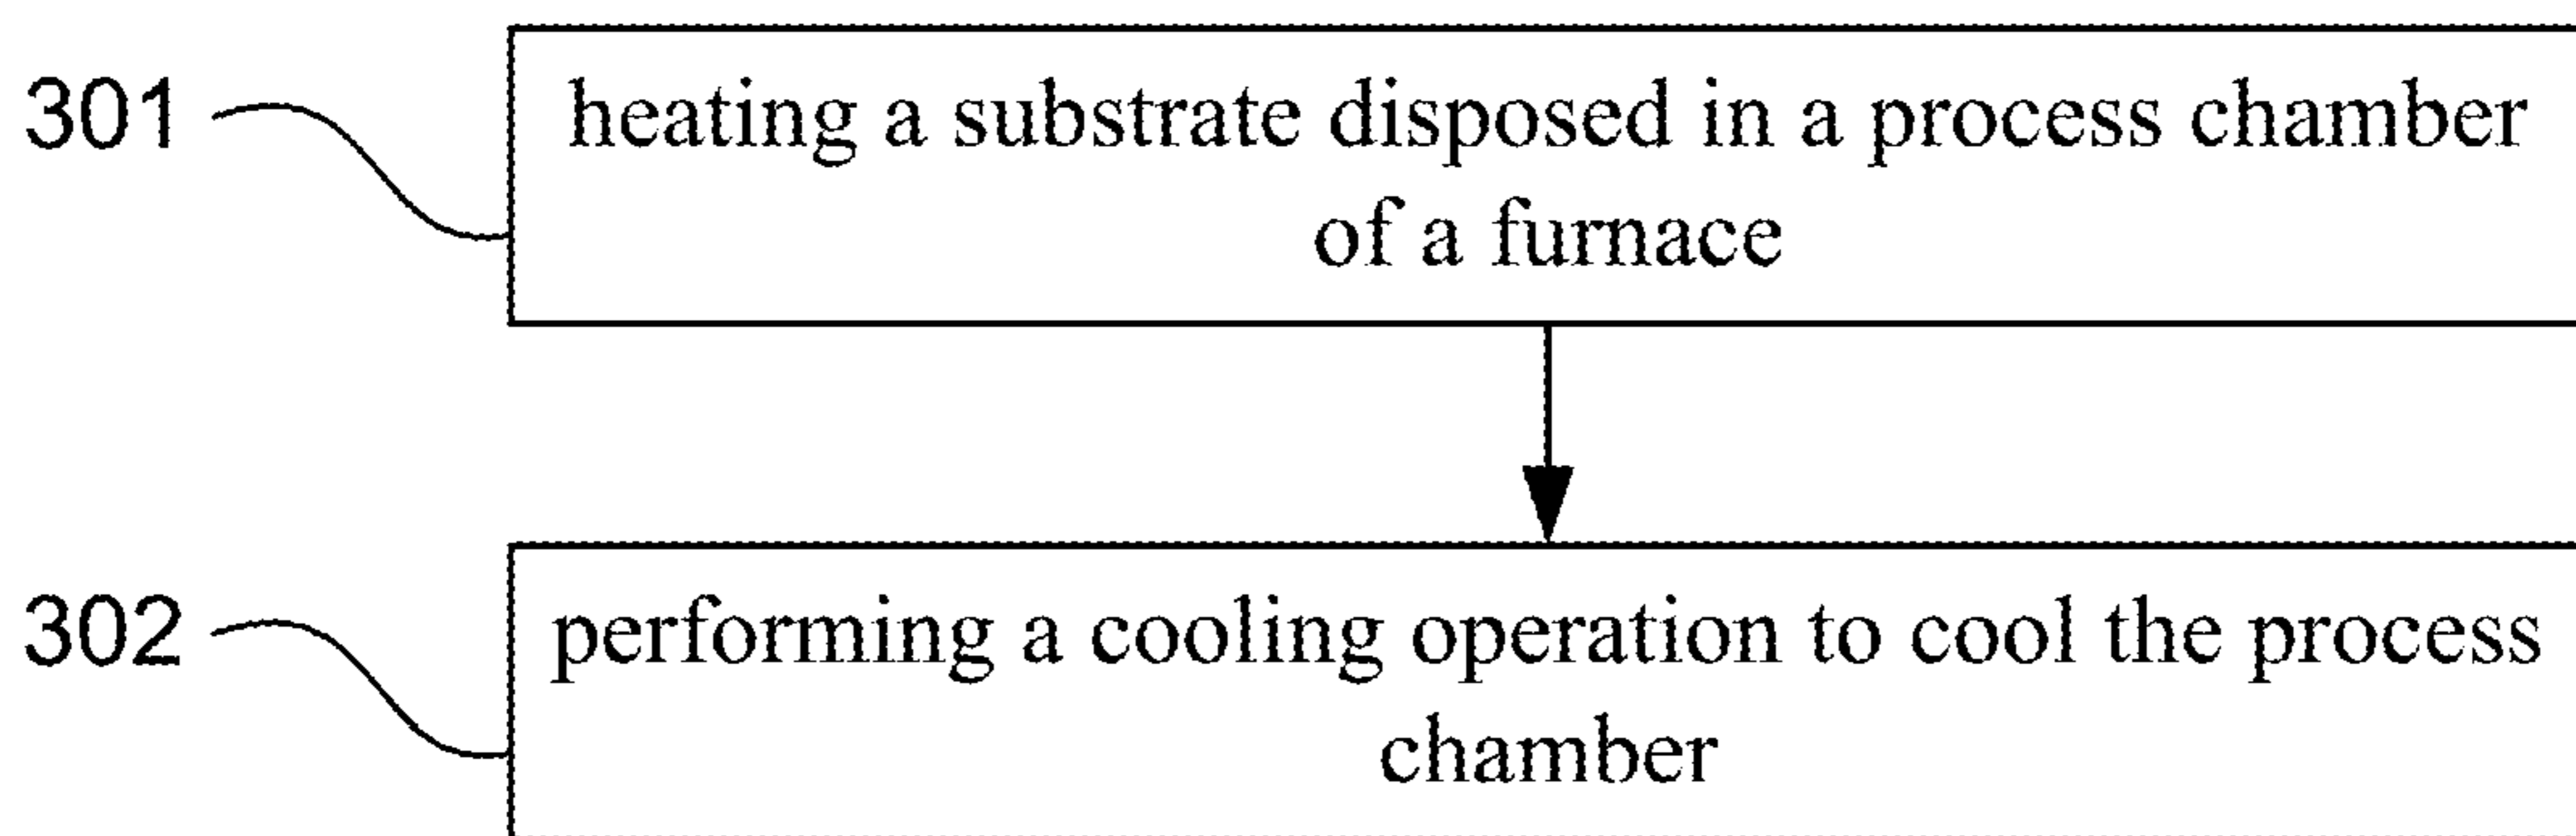 301
heating a substrate disposed in a process chamber
of a furnace
302
performing a cooling operation to cool the process
chamber